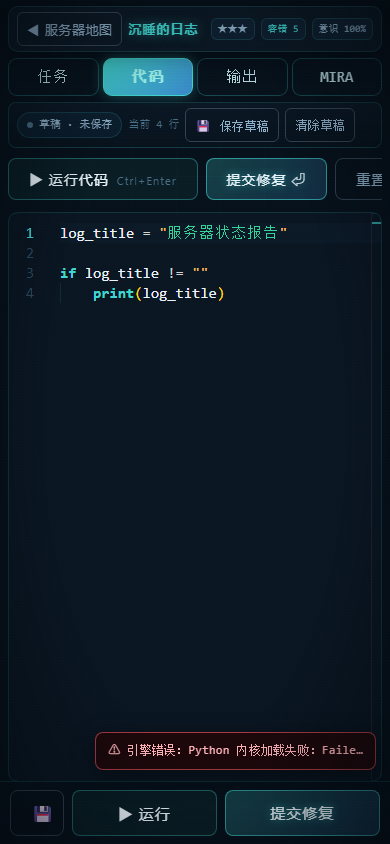 ◀ 服务器地图 沉睡的日志 ★★★ 容错 5 意识 100%
任务 代码 输出 MIRA
草稿 · 未保存 当前 4 行 💾 保存草稿 清除草稿
▶ 运行代码 Ctrl+Enter 提交修复 ⏎ 重置
1 log_title = "服务器状态报告"
2
3 if log_title != ""
4 print(log_title)
⚠ 引擎错误: Python 内核加载失败: Faile…
💾 ▶ 运行 提交修复